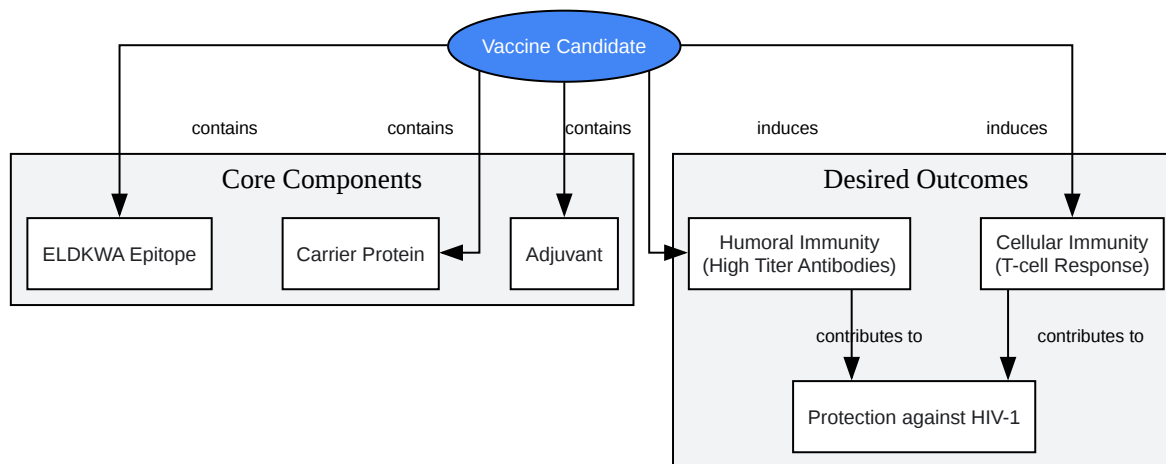 Vaccine Candidate
contains
contains
contains
induces
induces
Core Components
Desired Outcomes
ELDKWA Epitope
Carrier Protein
Adjuvant
Humoral Immunity
(High Titer Antibodies)
Cellular Immunity
(T-cell Response)
contributes to
contributes to
Protection against HIV-1